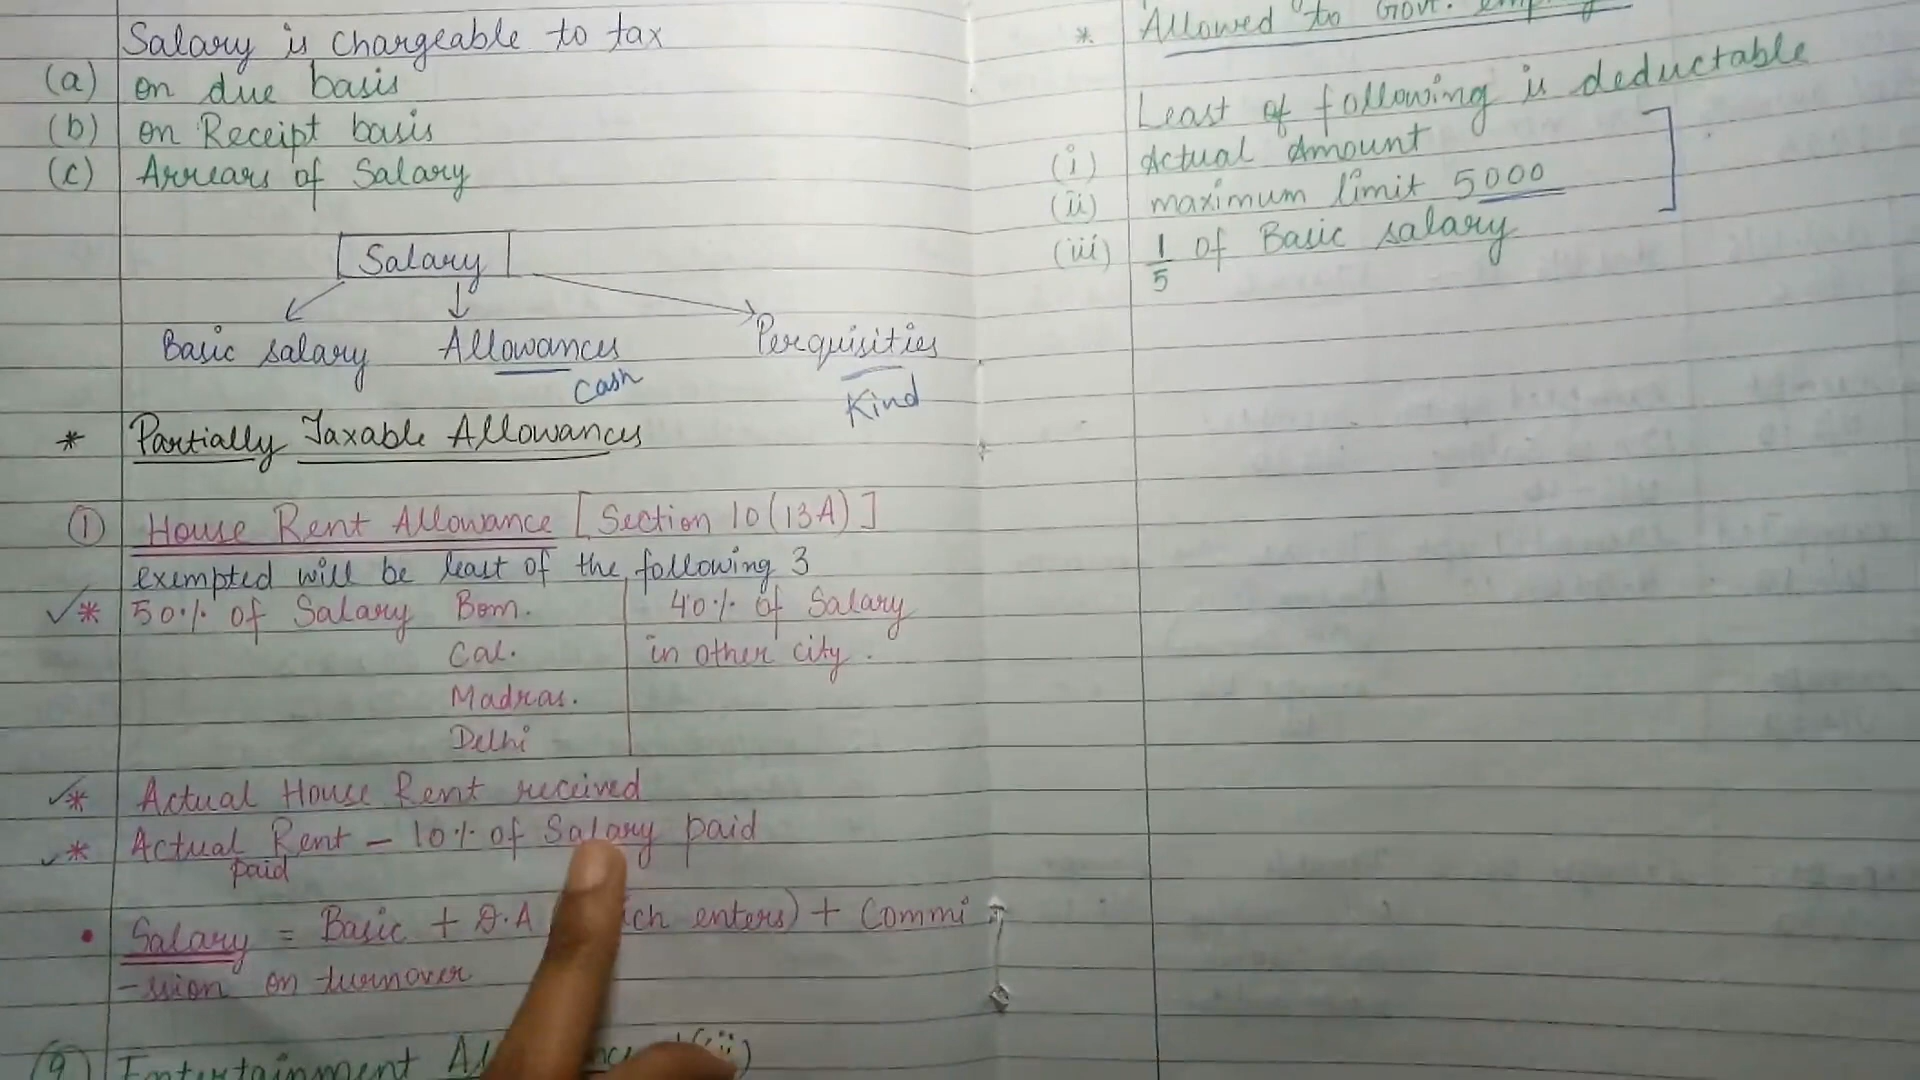 Salary is chargeable to tax
(a) on due basis
(b) on Receipt basis
(c) Arrears of Salary
Salary
Basic salary Allowances Perquisities
cash Kind
* Partially Taxable Allowances
① House Rent Allowance [Section 10(13A)]
exempted will be least of the following 3
* 50% of Salary Bom. 40% of Salary
Cal. in other city.
Madras.
Delhi
* Actual House Rent received
* Actual Rent - 10% of Salary paid
paid
• Salary = Basic + D.A enters) + Commi
-ssion on turnover
Entertainment
* Allowed to Govt.
Least of following is deductable
(i) Actual Amount
(ii) maximum limit 5000
(iii) 1/5 of Basic salary